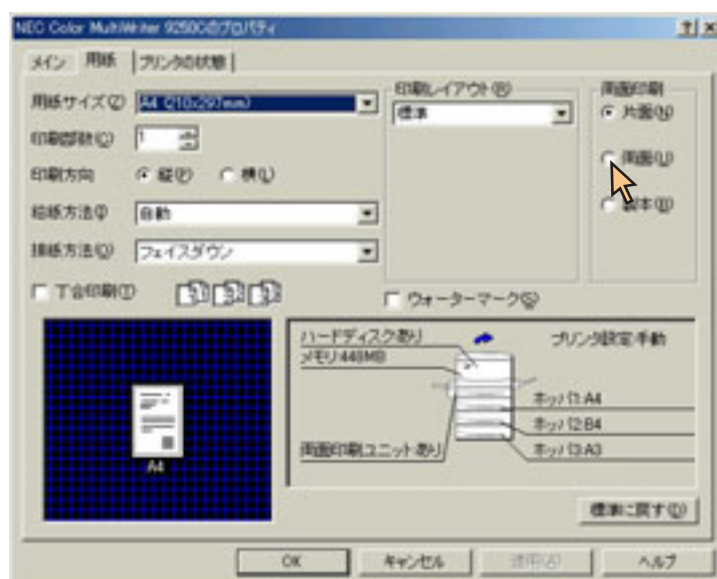 NEC Color MultiWriter 9250Cのプロパティ
メイン 用紙 プリンタの状態
用紙サイズ(Z) A4 (210x297mm)
印刷部数(C) 1
印刷方向 縦(P) 横(L)
給紙方法 自動
排紙方法(O) フェイスダウン
丁合印刷(T)
印刷レイアウト(R)
標準
両面印刷
片面(N)
両面(U)
製本(B)
ウォーターマーク(S)
A4
ハードディスクあり プリンタ設定:手動
メモリ:448MB
ホッパ1:A4
ホッパ2:B4
両面印刷ユニットあり ホッパ3:A3
標準に戻す(D)
OK キャンセル 適用(A) ヘルプ